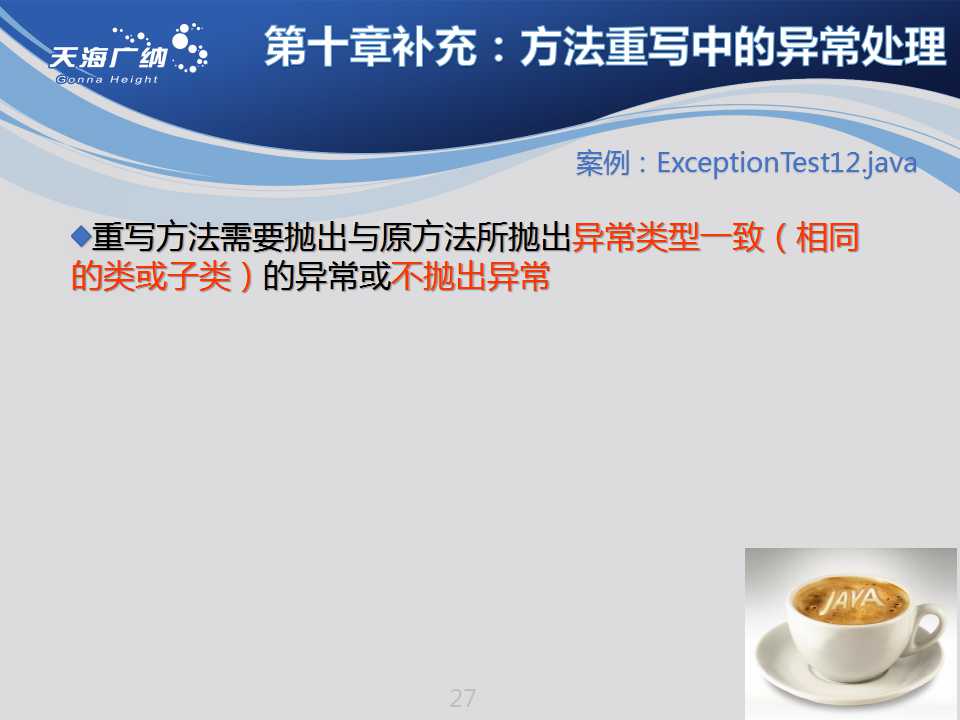 天海广纳
Gonna Height
第十章补充：方法重写中的异常处理
案例：ExceptionTest12.java
重写方法需要抛出与原方法所抛出异常类型一致（相同
的类或子类）的异常或不抛出异常
JAVA
27